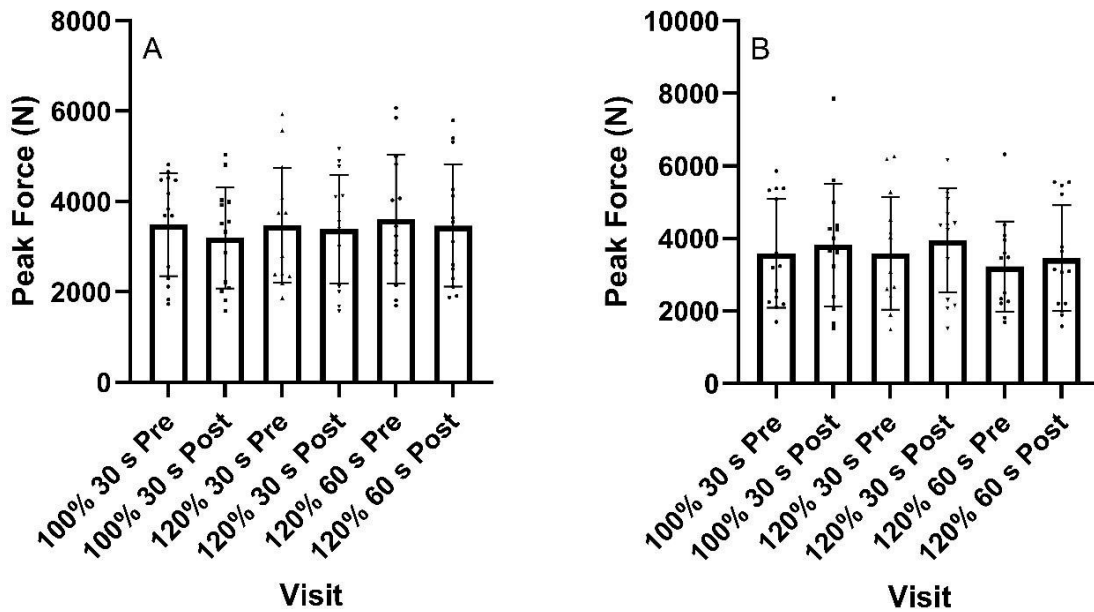 A
Peak Force (N)
8000
6000
4000
2000
0
100% 30 s Pre
100% 30 s Post
120% 30 s Pre
120% 30 s Post
120% 60 s Pre
120% 60 s Post
Visit
B
Peak Force (N)
10000
8000
6000
4000
2000
0
100% 30 s Pre
100% 30 s Post
120% 30 s Pre
120% 30 s Post
120% 60 s Pre
120% 60 s Post
Visit